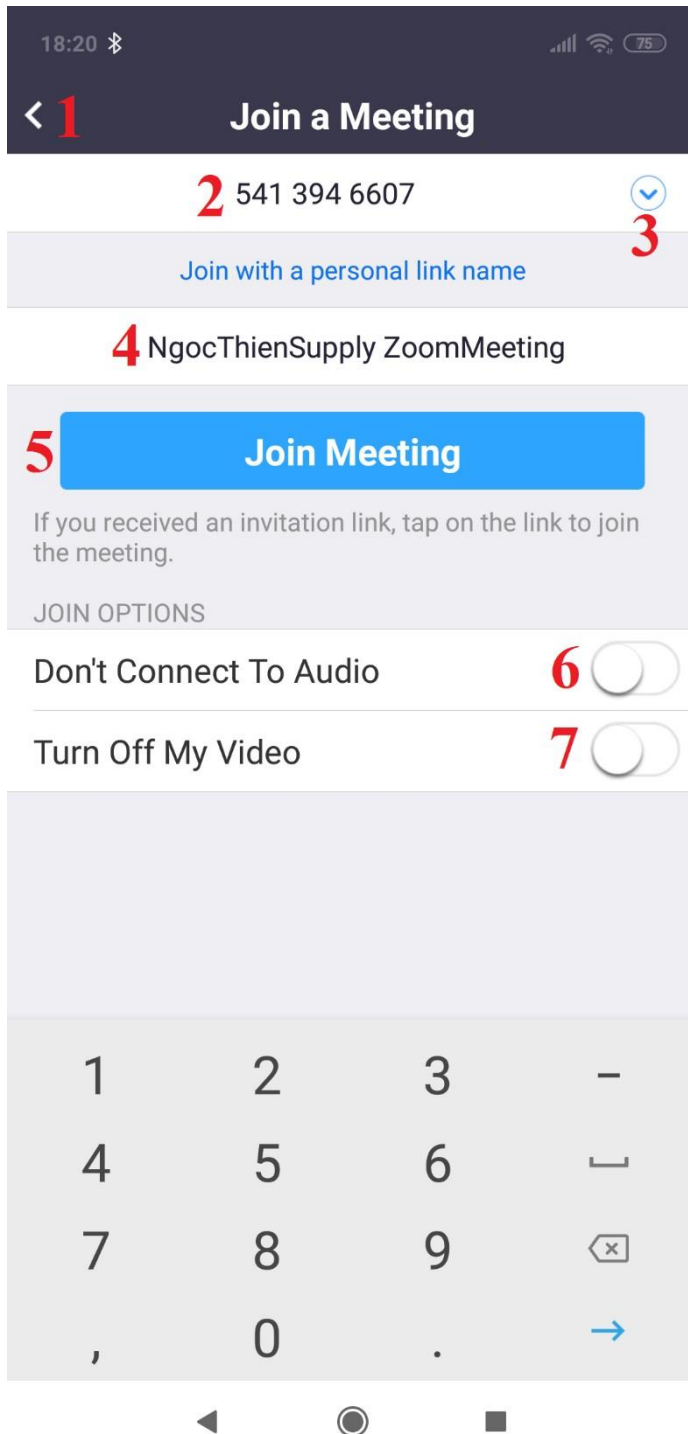 18:20 75
1 Join a Meeting
2 541 394 6607
3
Join with a personal link name
4 NgocThienSupply ZoomMeeting
5 Join Meeting
If you received an invitation link, tap on the link to join
the meeting.
JOIN OPTIONS
Don't Connect To Audio 6
Turn Off My Video 7
1 2 3 -
4 5 6
7 8 9
, 0 .